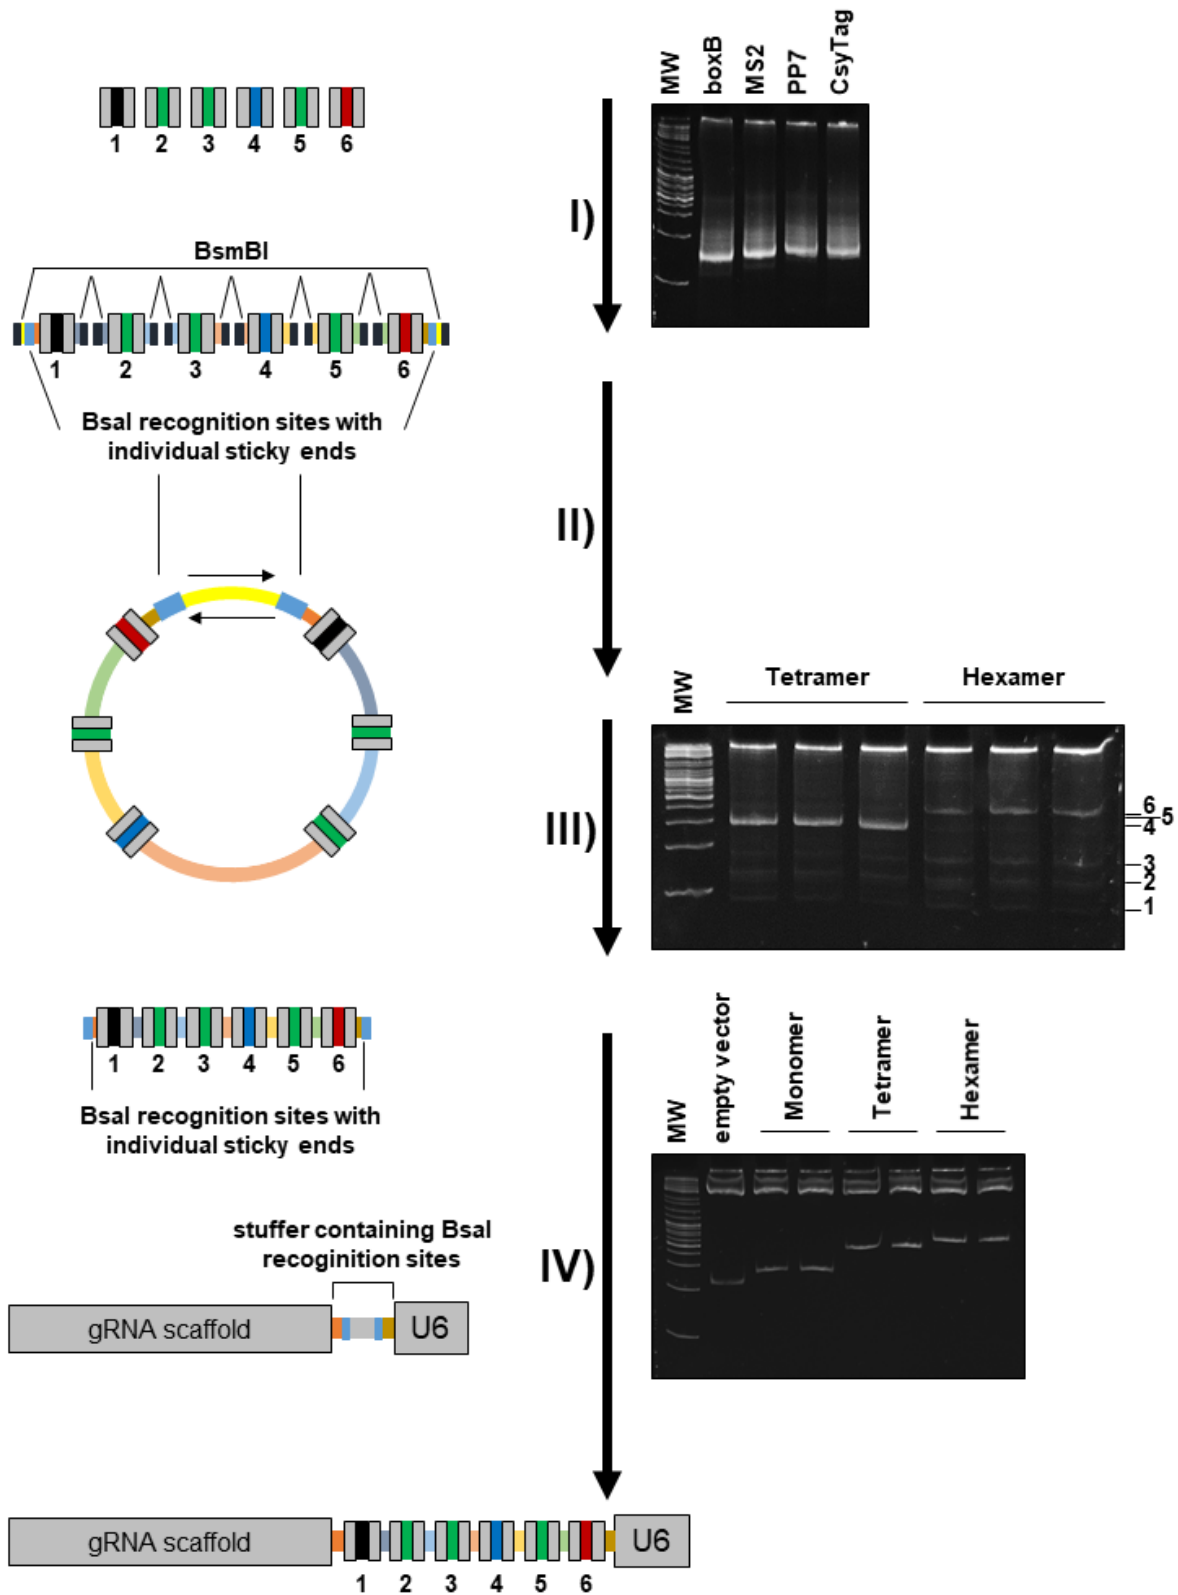 MW boxB MS2 PP7 CsyTag
1 2 3 4 5 6
I)
BsmBI
1 2 3 4 5 6
BsaI recognition sites with
individual sticky ends
II)
MW Tetramer Hexamer
III)
6
5
4
3
2
1
1 2 3 4 5 6
BsaI recognition sites with
individual sticky ends
MW empty vector Monomer Tetramer Hexamer
stuffer containing BsaI
recoginition sites
IV)
gRNA scaffold U6
gRNA scaffold U6
1 2 3 4 5 6